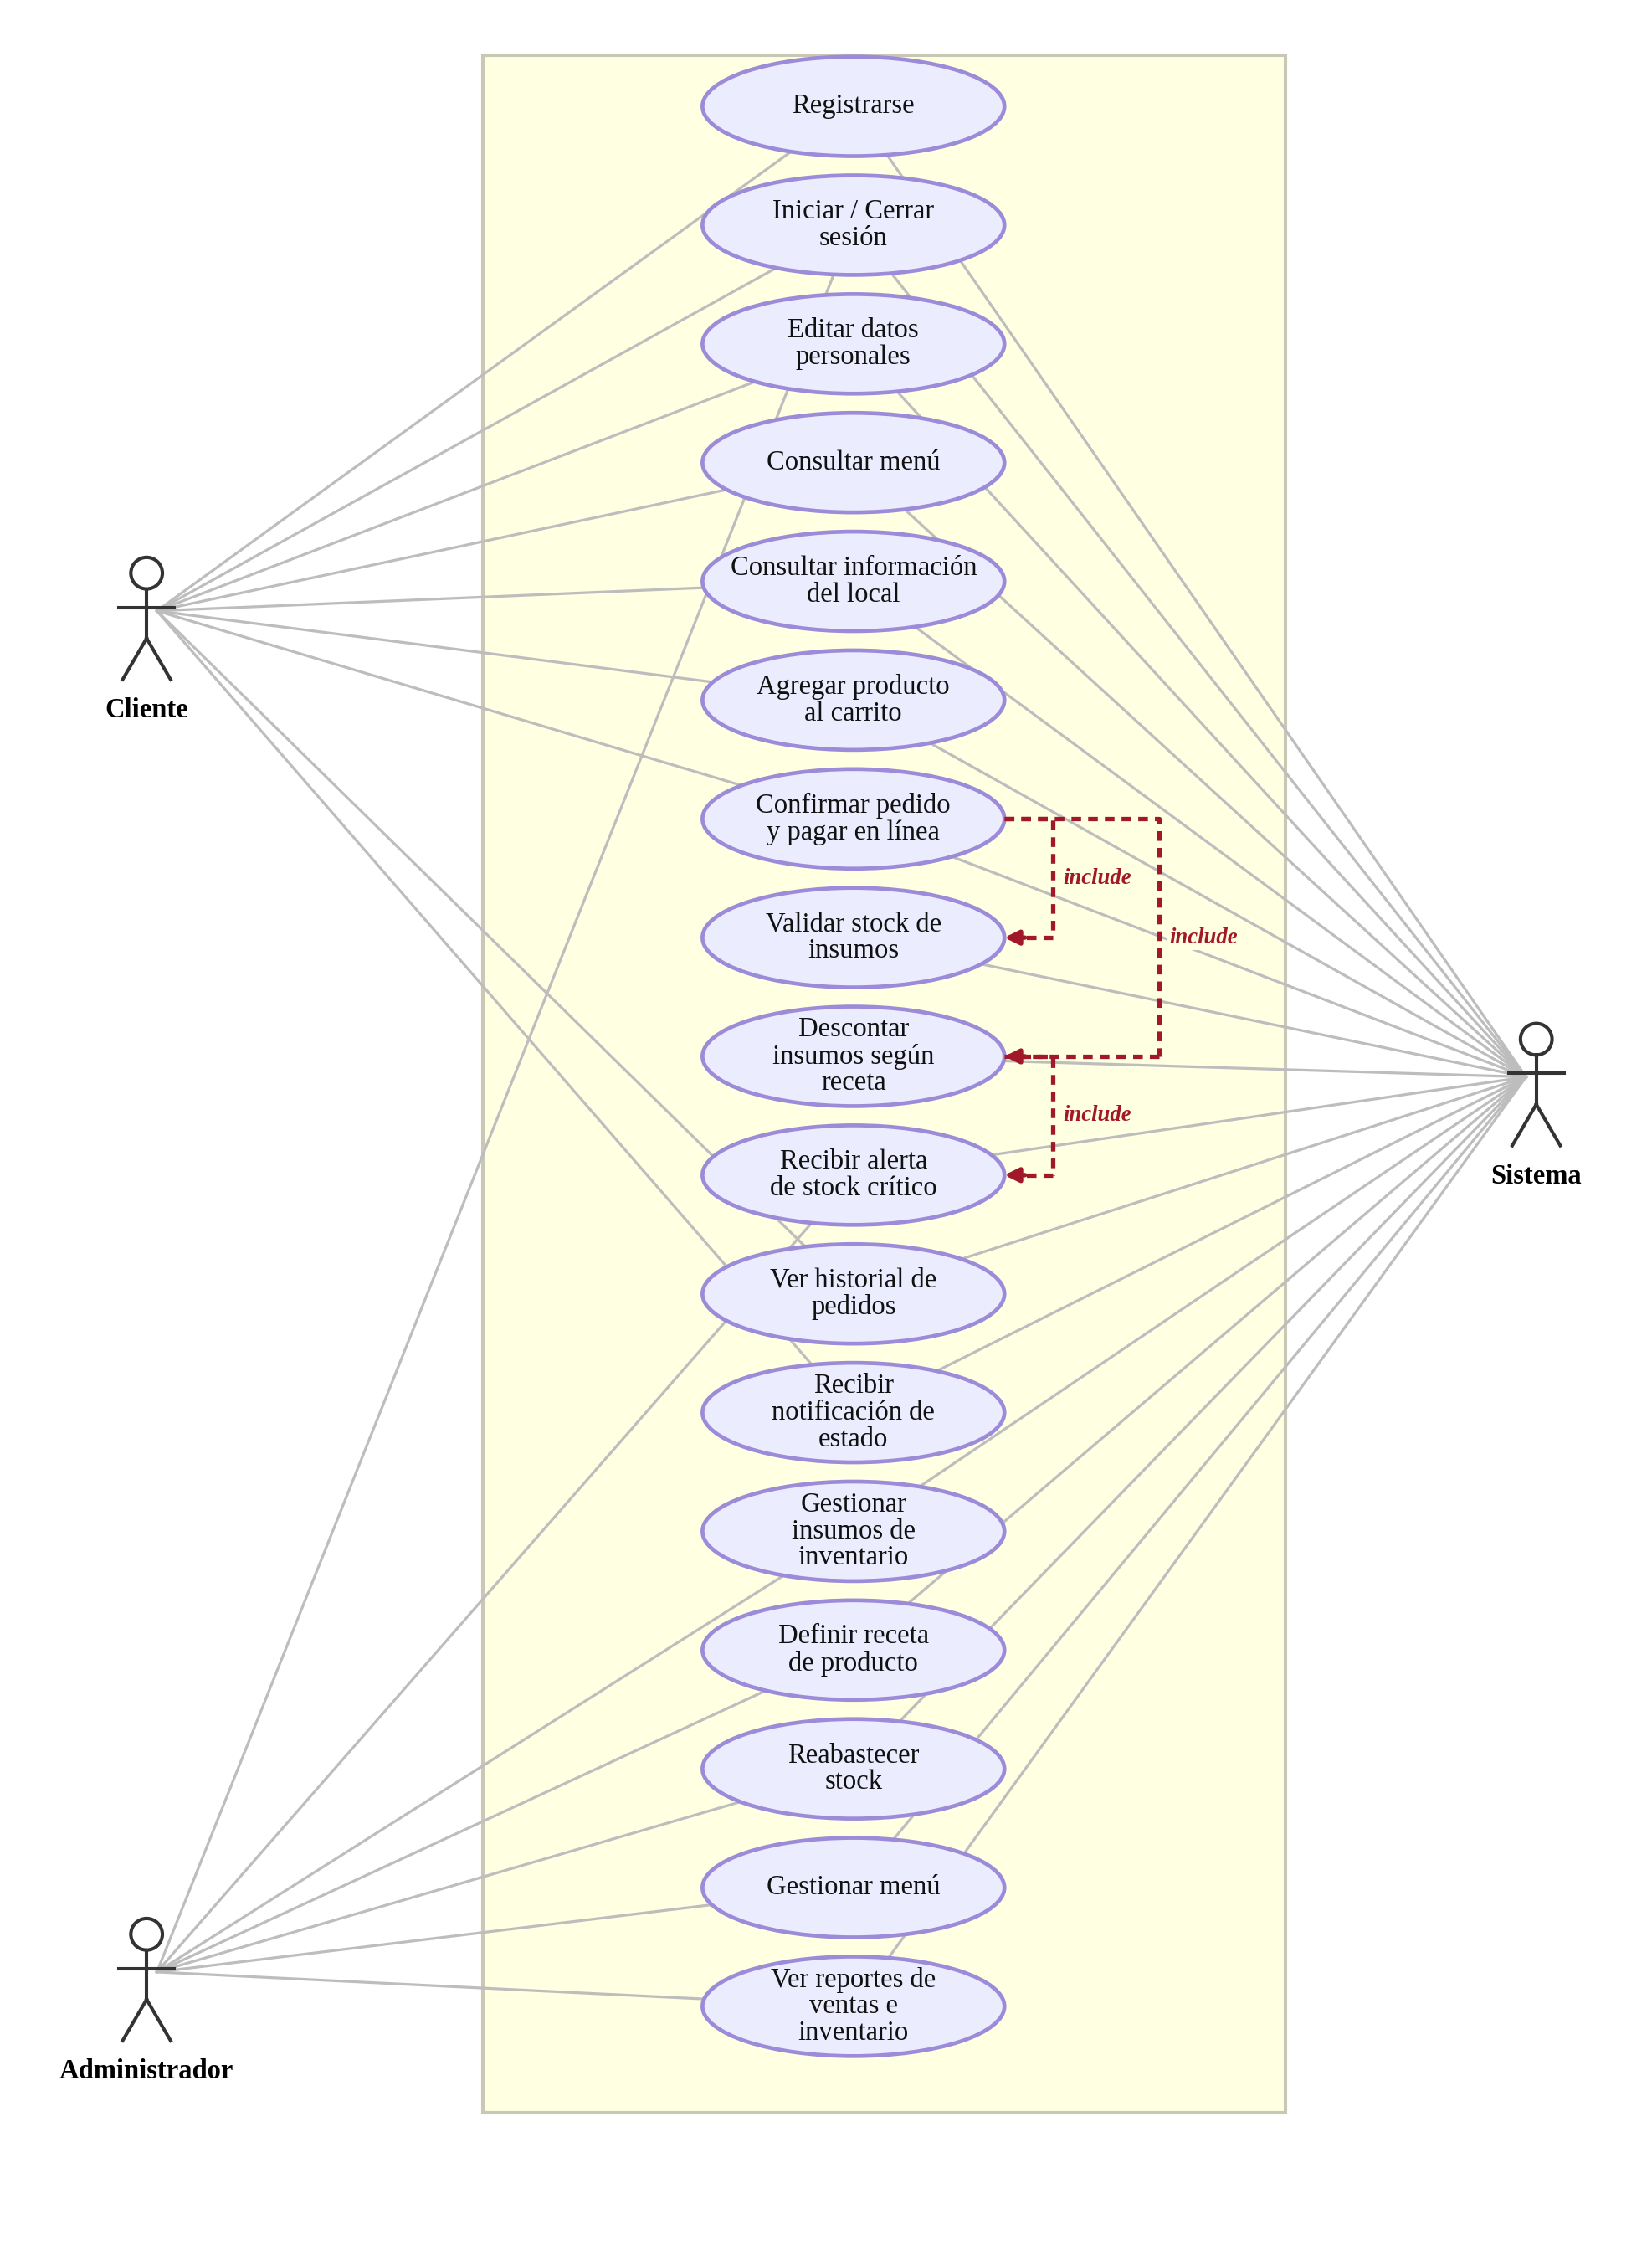 Registrarse
Iniciar / Cerrar
sesión
Editar datos
personales
Consultar menú
Consultar información
del local
Agregar producto
al carrito
Cliente
Confirmar pedido
y pagar en línea
include
Validar stock de
insumos
include
Descontar
insumos según
receta
include
Recibir alerta
de stock crítico
Sistema
Ver historial de
pedidos
Recibir
notificación de
estado
Gestionar
insumos de
inventario
Definir receta
de producto
Reabastecer
stock
Gestionar menú
Ver reportes de
ventas e
inventario
Administrador